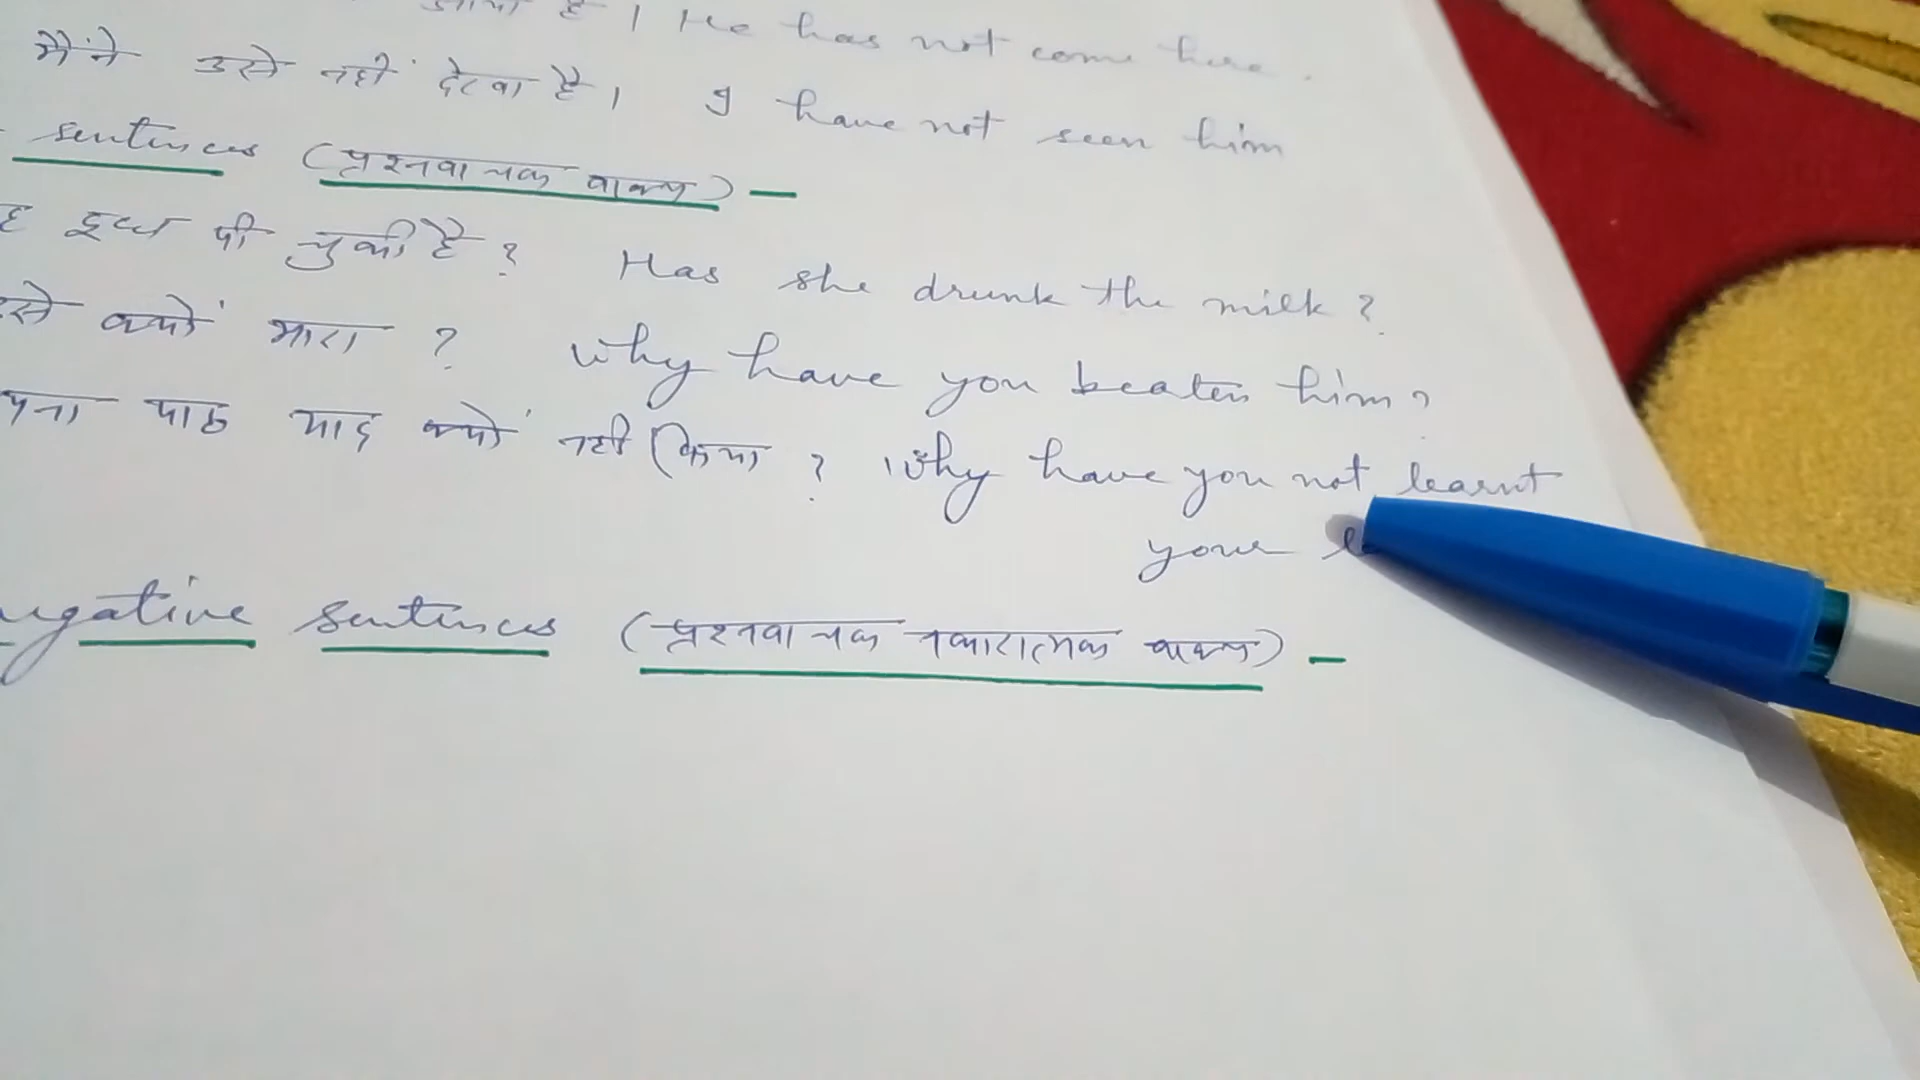 है । He has not come here .
मैंने उसे नहीं देखा है । I have not seen him
sentences (प्रश्नवाचक वाक्य) —
दूध पी चुकी है ? Has she drunk the milk ?
क्यों मारा ? Why have you beaten him ?
पाठ याद क्यों नहीं किया ? Why have you not learnt
your
sentences (प्रश्नवाचक नकारात्मक वाक्य) —